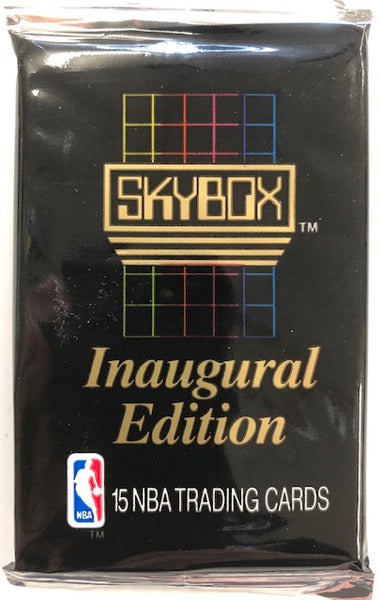 SKYBOX
TM
Inaugural
Edition
NBA
15 NBA TRADING CARDS
TM